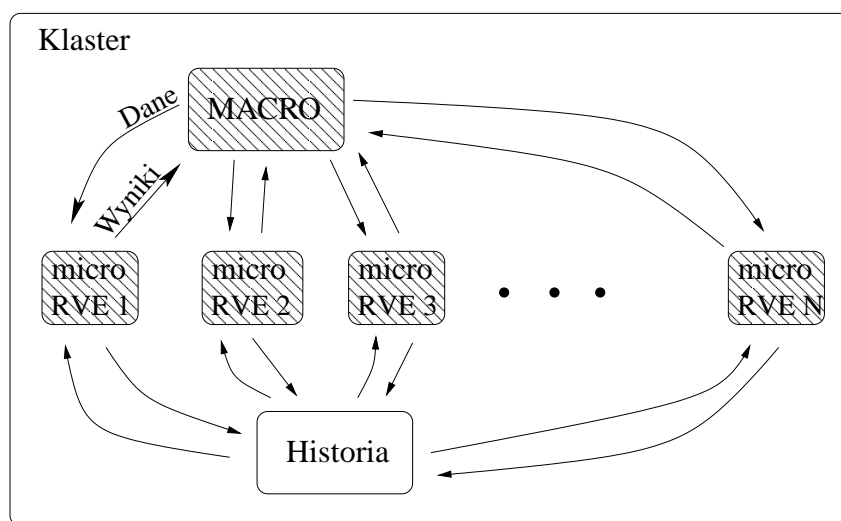 Klaster
Dane
MACRO
Wyniki
micro
RVE 1
micro
RVE 2
micro
RVE 3
micro
RVE N
Historia